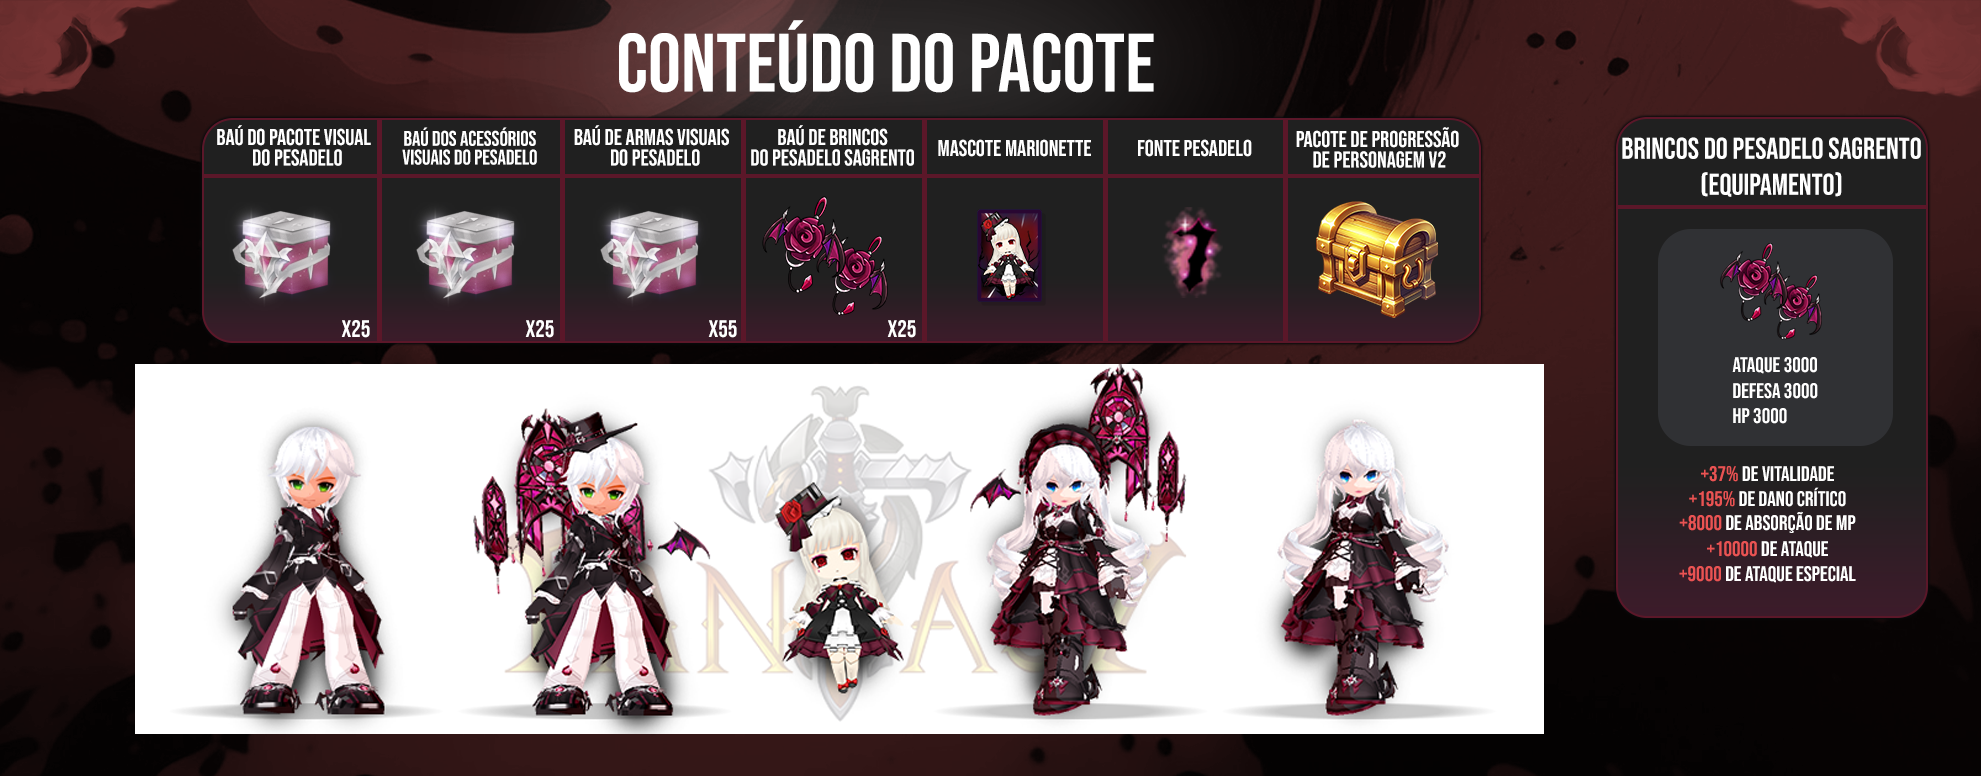 CONTEÚDO DO PACOTE
BAÚ DO PACOTE VISUAL
DO PESADELO
X25
BAÚ DOS ACESSÓRIOS
VISUAIS DO PESADELO
X25
BAÚ DE ARMAS VISUAIS
DO PESADELO
X55
BAÚ DE BRINCOS
DO PESADELO SAGRENTO
X25
MASCOTE MARIONETTE
FONTE PESADELO
PACOTE DE PROGRESSÃO
DE PERSONAGEM V2
BRINCOS DO PESADELO SAGRENTO
(EQUIPAMENTO)
ATAQUE 3000
DEFESA 3000
HP 3000
+37% DE VITALIDADE
+195% DE DANO CRÍTICO
+8000 DE ABSORÇÃO DE MP
+10000 DE ATAQUE
+9000 DE ATAQUE ESPECIAL